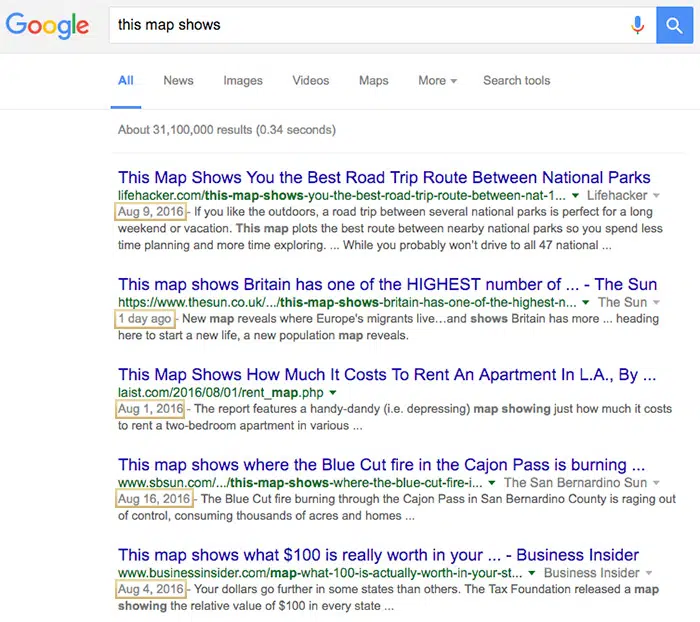 Google this map shows
All News Images Videos Maps More Search tools
About 31,100,000 results (0.34 seconds)
This Map Shows You the Best Road Trip Route Between National Parks
lifehacker.com/this-map-shows-you-the-best-road-trip-route-between-nat-1... Lifehacker
Aug 9, 2016 - If you like the outdoors, a road trip between several national parks is perfect for a long
weekend or vacation. This map plots the best route between nearby national parks so you spend less
time planning and more time exploring. ... While you probably won't drive to all 47 national ...
This map shows Britain has one of the HIGHEST number of ... - The Sun
https://www.thesun.co.uk/.../this-map-shows-britain-has-one-of-the-highest-n... The Sun
1 day ago - New map reveals where Europe's migrants live…and shows Britain has more ... heading
here to start a new life, a new population map reveals.
This Map Shows How Much It Costs To Rent An Apartment In L.A., By ...
laist.com/2016/08/01/rent_map.php
Aug 1, 2016 - The report features a handy-dandy (i.e. depressing) map showing just how much it costs
to rent a two-bedroom apartment in various ...
This map shows where the Blue Cut fire in the Cajon Pass is burning ...
www.sbsun.com/.../this-map-shows-where-the-blue-cut-fire-i... The San Bernardino Sun
Aug 16, 2016 - The Blue Cut fire burning through the Cajon Pass in San Bernardino County is raging out
of control, consuming thousands of acres and homes ...
This map shows what $100 is really worth in your ... - Business Insider
www.businessinsider.com/map-what-100-is-actually-worth-in-your-st... Business Insider
Aug 4, 2016 - Your dollars go further in some states than others. The Tax Foundation released a map
showing the relative value of $100 in every state ...